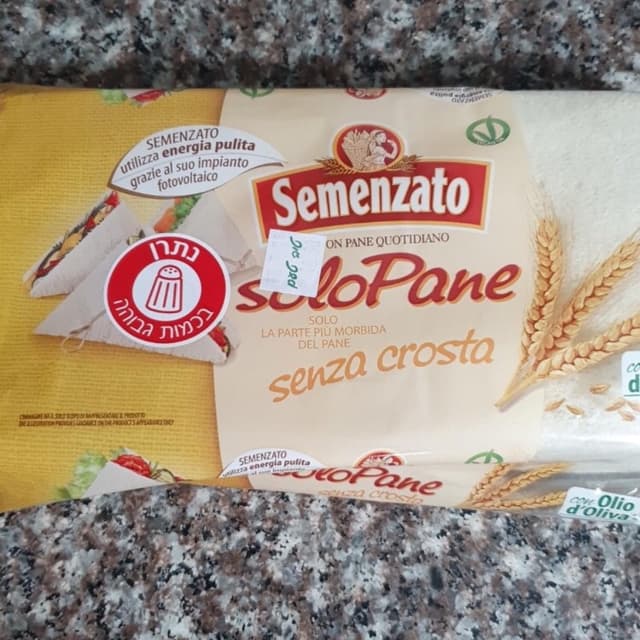 SEMENZATO
utilizza energia pulita
grazie al suo impianto
fotovoltaico
Semenzato
ON PANE QUOTIDIANO
soloPane
SOLO
LA PARTE PIÙ MORBIDA
DEL PANE
senza crosta
נתרן
בכמות גבוהה
SEMENZATO
utilizza energia pulita
soloPane
senza crosta
con Olio
d'Oliva